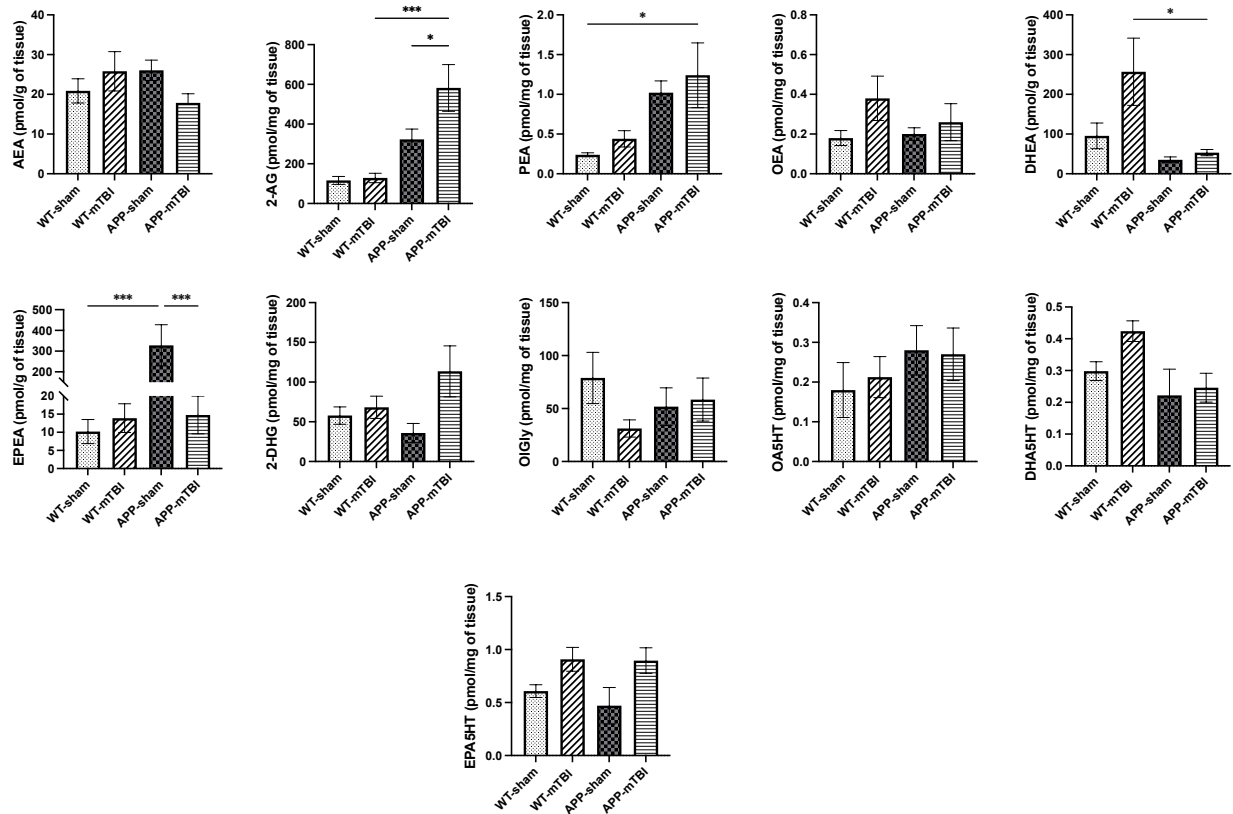 AEA (pmol/g of tissue)
40
30
20
10
0
WT-sham
WT-mTBI
APP-sham
APP-mTBI
***
*
2-AG (pmol/mg of tissue)
800
600
400
200
0
WT-sham
WT-mTBI
APP-sham
APP-mTBI
*
PEA (pmol/mg of tissue)
2.0
1.5
1.0
0.5
0.0
WT-sham
WT-mTBI
APP-sham
APP-mTBI
OEA (pmol/mg of tissue)
0.8
0.6
0.4
0.2
0.0
WT-sham
WT-mTBI
APP-sham
APP-mTBI
*
DHEA (pmol/g of tissue)
400
300
200
100
0
WT-sham
WT-mTBI
APP-sham
APP-mTBI
*** ***
EPEA (pmol/g of tissue)
500
400
300
200
20
15
10
5
0
WT-sham
WT-mTBI
APP-sham
APP-mTBI
2-DHG (pmol/mg of tissue)
200
150
100
50
0
WT-sham
WT-mTBI
APP-sham
APP-mTBI
OlGly (pmol/mg of tissue)
150
100
50
0
WT-sham
WT-mTBI
APP-sham
APP-mTBI
OA5HT (pmol/mg of tissue)
0.4
0.3
0.2
0.1
0.0
WT-sham
WT-mTBI
APP-sham
APP-mTBI
DHA5HT (pmol/mg of tissue)
0.5
0.4
0.3
0.2
0.1
0.0
WT-sham
WT-mTBI
APP-sham
APP-mTBI
EPA5HT (pmol/mg of tissue)
1.5
1.0
0.5
0.0
WT-sham
WT-mTBI
APP-sham
APP-mTBI